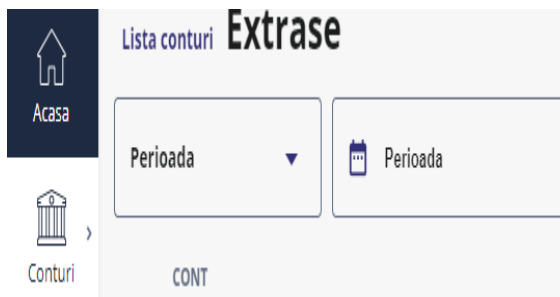 Lista conturi Extrase
Acasa
Perioada
Perioada
Conturi
CONT